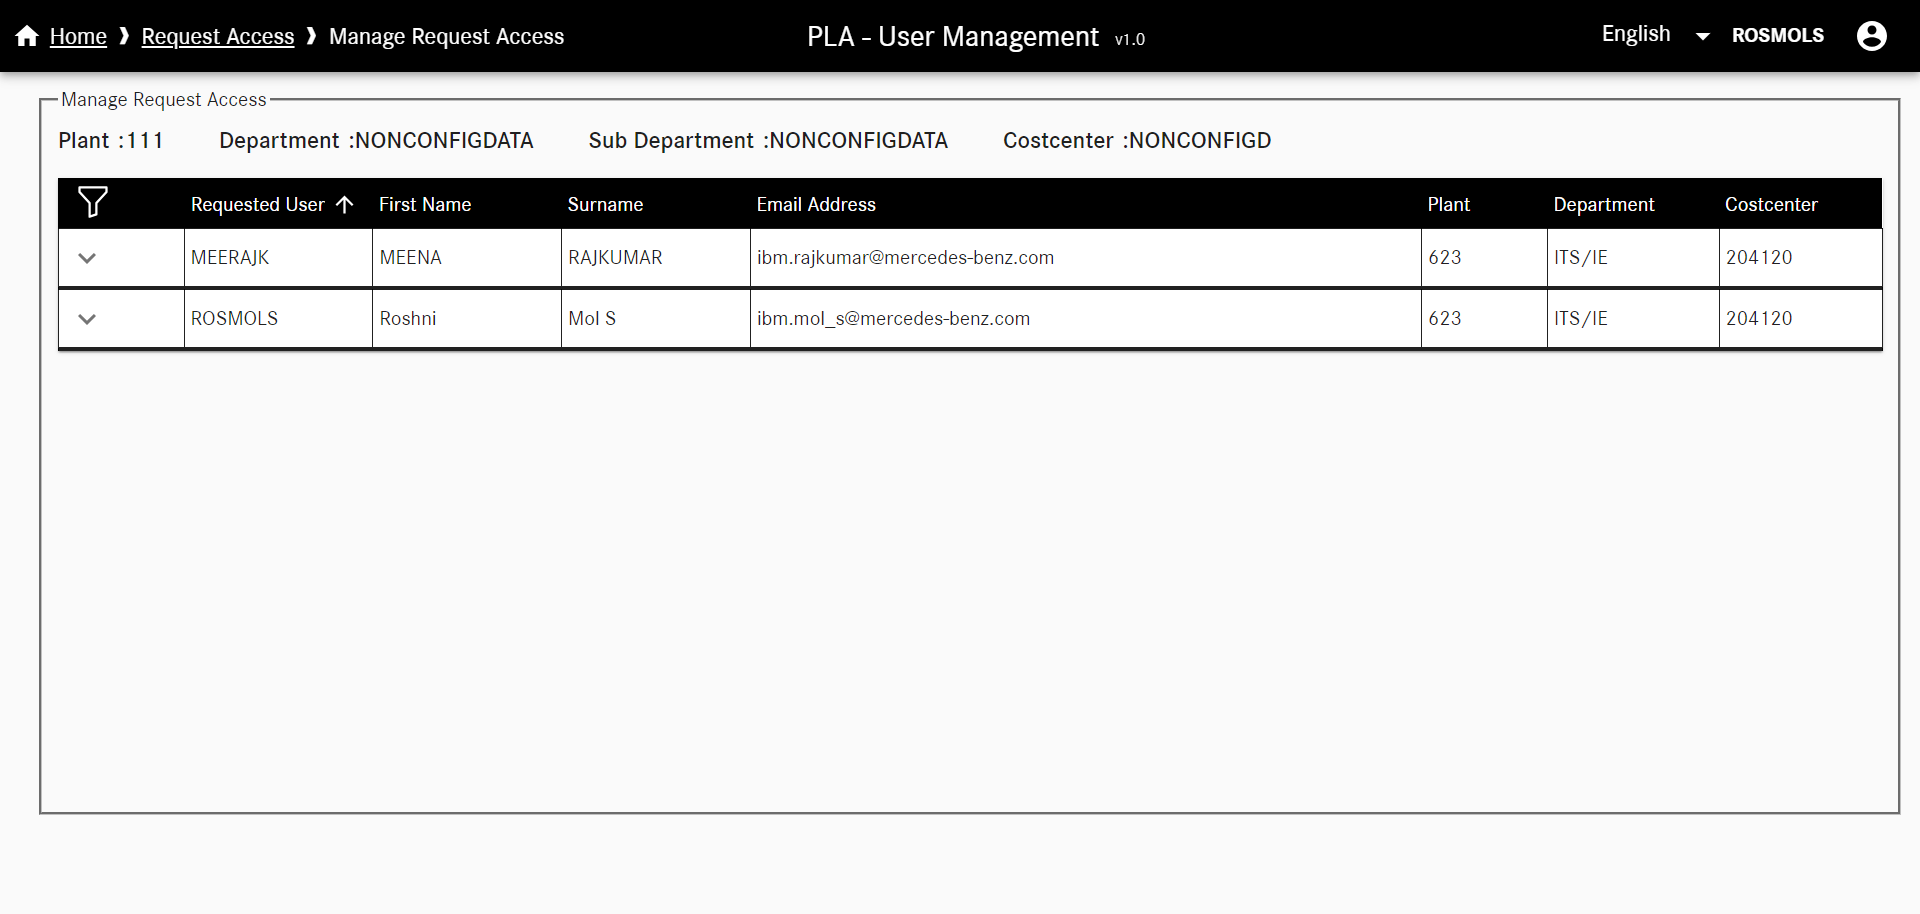 Home ❱ Request Access ❱ Manage Request Access
PLA - User Management v1.0
English
ROSMOLS
Manage Request Access
Plant :111 Department :NONCONFIGDATA Sub Department :NONCONFIGDATA Costcenter :NONCONFIGD
Requested User First Name Surname Email Address Plant Department Costcenter
MEERAJK MEENA RAJKUMAR ibm.rajkumar@mercedes-benz.com 623 ITS/IE 204120
ROSMOLS Roshni Mol S ibm.mol_s@mercedes-benz.com 623 ITS/IE 204120